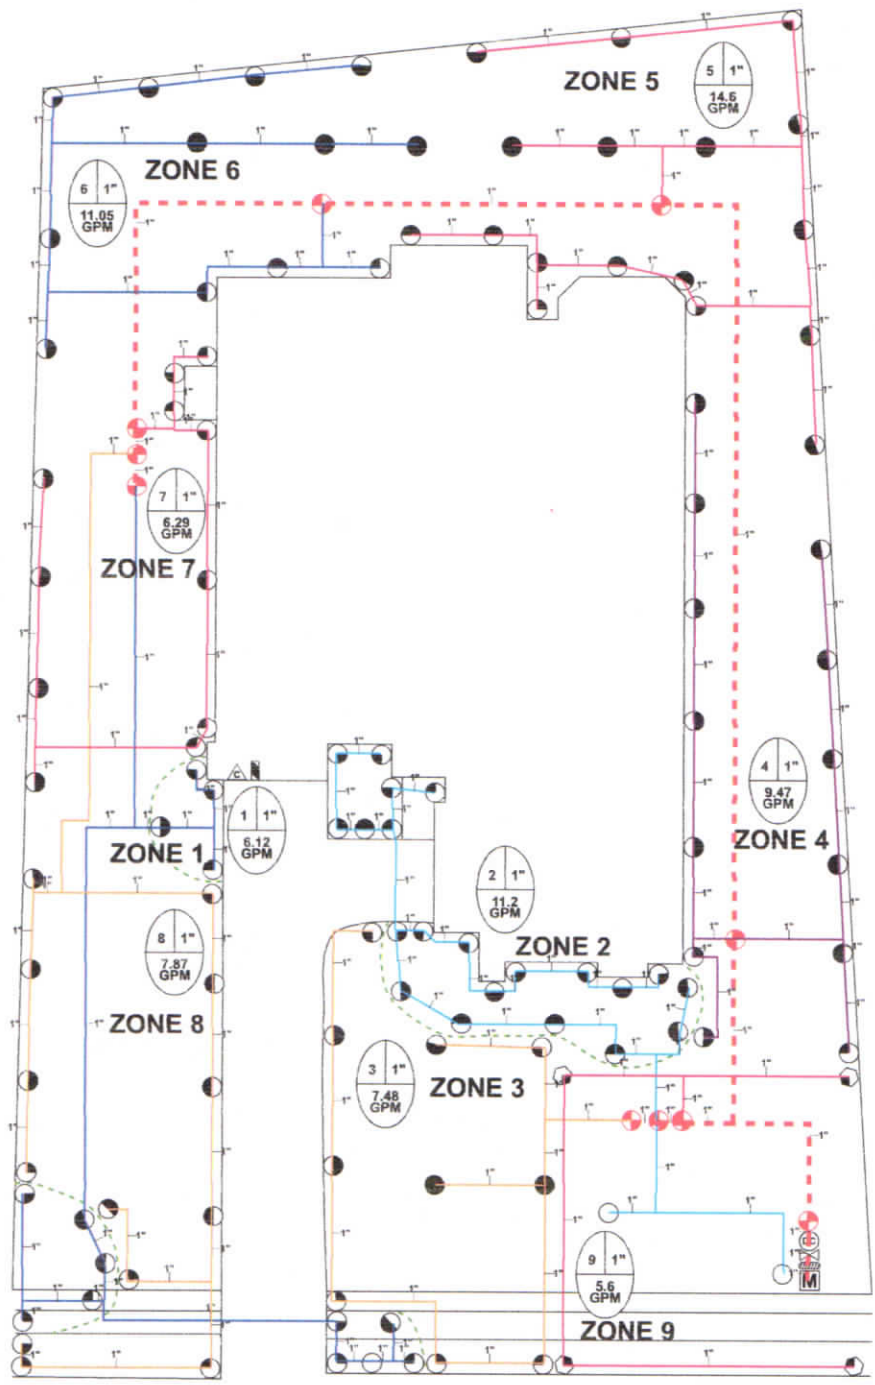 ZONE 5
5 1"
14.6
GPM
ZONE 6
6 1"
11.05
GPM
7 1"
6.29
GPM
ZONE 7
C
N
4 1"
9.47
GPM
ZONE 4
1 1"
6.12
GPM
ZONE 1
2 1"
11.2
GPM
ZONE 2
8 1"
7.87
GPM
ZONE 8
3 1"
7.48
GPM
ZONE 3
9 1"
5.6
GPM
ZONE 9
M